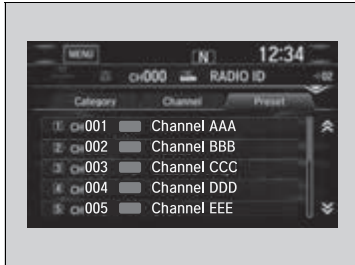 MENU N 12:34
CH000 RADIO ID
Category Channel Preset
1 CH001 Channel AAA
2 CH002 Channel BBB
3 CH003 Channel CCC
4 CH004 Channel DDD
5 CH005 Channel EEE